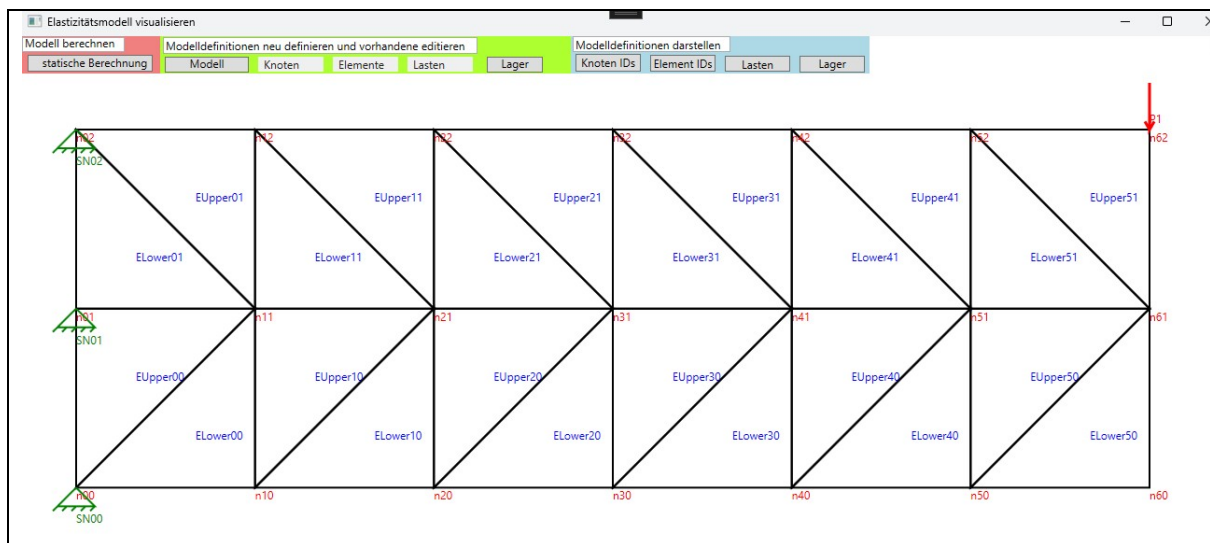 Elastizitätsmodell visualisieren
Modell berechnen
Modelldefinitionen neu definieren und vorhandene editieren
Modelldefinitionen darstellen
statische Berechnung
Modell
Knoten
Elemente
Lasten
Lager
Knoten IDs
Element IDs
Lasten
Lager
n02 n12 n22 n32 n42 n52 n62
SN02
EUpper01 EUpper11 EUpper21 EUpper31 EUpper41 EUpper51
ELower01 ELower11 ELower21 ELower31 ELower41 ELower51
n01 n11 n21 n31 n41 n51 n61
SN01
EUpper00 EUpper10 EUpper20 EUpper30 EUpper40 EUpper50
ELower00 ELower10 ELower20 ELower30 ELower40 ELower50
n00 n10 n20 n30 n40 n50 n60
SN00